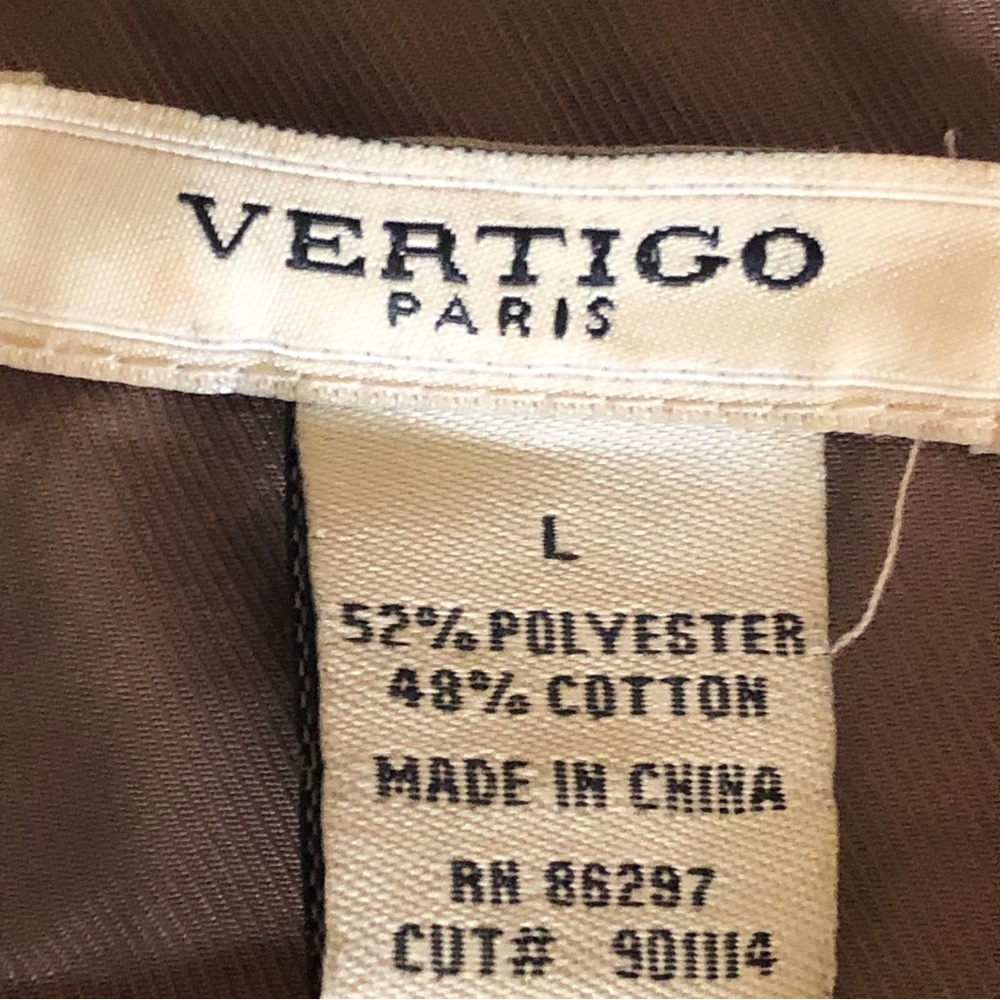 VERTIGO
PARIS
L
52% POLYESTER
48% COTTON
MADE IN CHINA
RN 86297
CUT# 901114